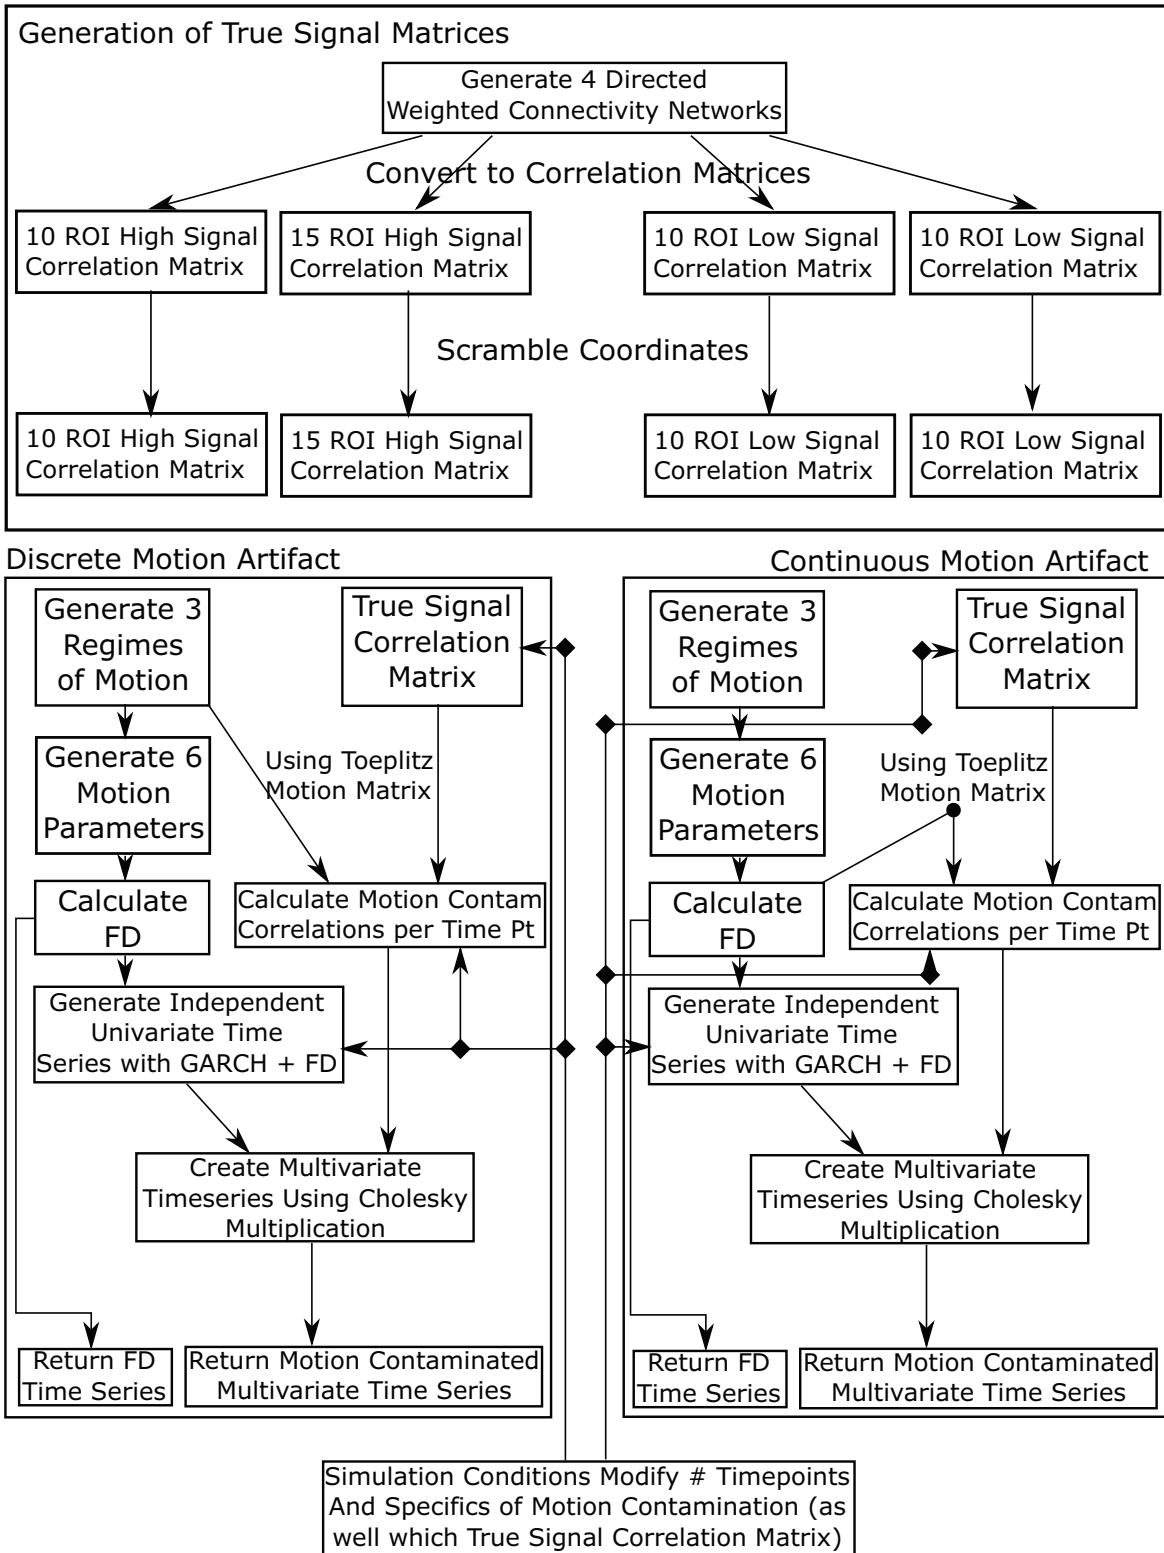 Generation of True Signal Matrices
Generate 4 Directed
Weighted Connectivity Networks
Convert to Correlation Matrices
10 ROI High Signal
Correlation Matrix
15 ROI High Signal
Correlation Matrix
10 ROI Low Signal
Correlation Matrix
10 ROI Low Signal
Correlation Matrix
Scramble Coordinates
10 ROI High Signal
Correlation Matrix
15 ROI High Signal
Correlation Matrix
10 ROI Low Signal
Correlation Matrix
10 ROI Low Signal
Correlation Matrix
Discrete Motion Artifact
Generate 3
Regimes
of Motion
True Signal
Correlation
Matrix
Generate 6
Motion
Parameters
Using Toeplitz
Motion Matrix
Calculate
FD
Calculate Motion Contam
Correlations per Time Pt
Generate Independent
Univariate Time
Series with GARCH + FD
Create Multivariate
Timeseries Using Cholesky
Multiplication
Return FD
Time Series
Return Motion Contaminated
Multivariate Time Series
Continuous Motion Artifact
Generate 3
Regimes
of Motion
True Signal
Correlation
Matrix
Generate 6
Motion
Parameters
Using Toeplitz
Motion Matrix
Calculate
FD
Calculate Motion Contam
Correlations per Time Pt
Generate Independent
Univariate Time
Series with GARCH + FD
Create Multivariate
Timeseries Using Cholesky
Multiplication
Return FD
Time Series
Return Motion Contaminated
Multivariate Time Series
Simulation Conditions Modify # Timepoints
And Specifics of Motion Contamination (as
well which True Signal Correlation Matrix)